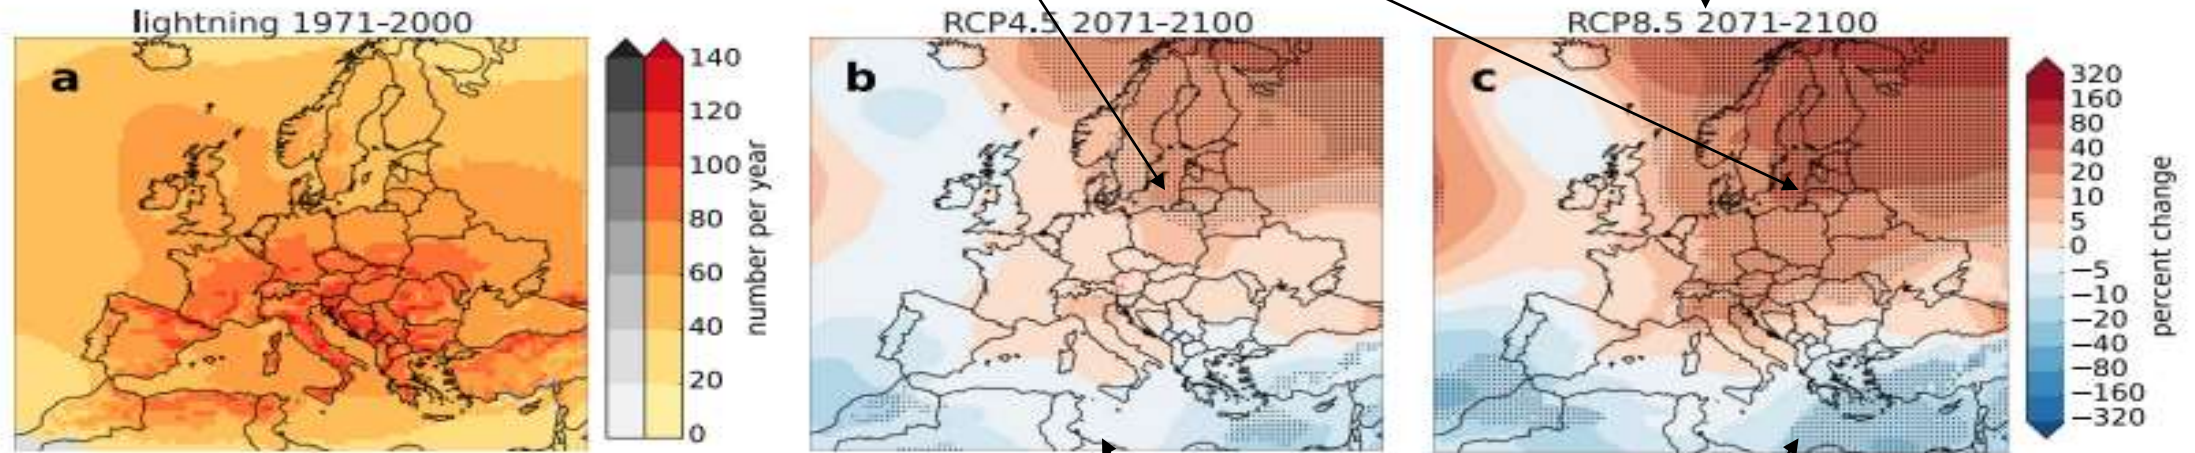 lightning 1971-2000
RCP4.5 2071-2100
RCP8.5 2071-2100
a
b
c
140
120
100
80
60
40
20
0
number per year
320
160
80
40
20
10
5
0
−5
−10
−20
−40
−80
−160
−320
percent change